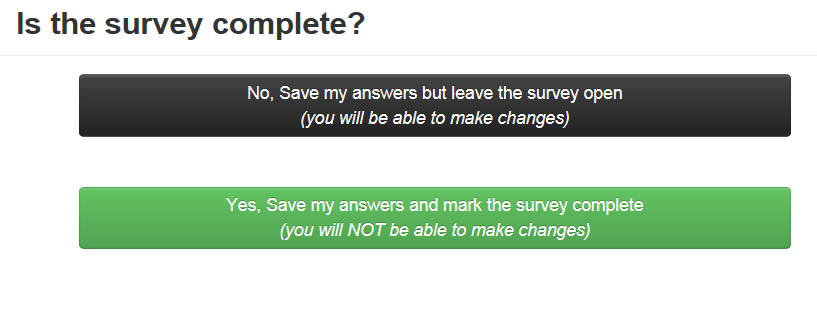 Is the survey complete?
No, Save my answers but leave the survey open
(you will be able to make changes)
Yes, Save my answers and mark the survey complete
(you will NOT be able to make changes)